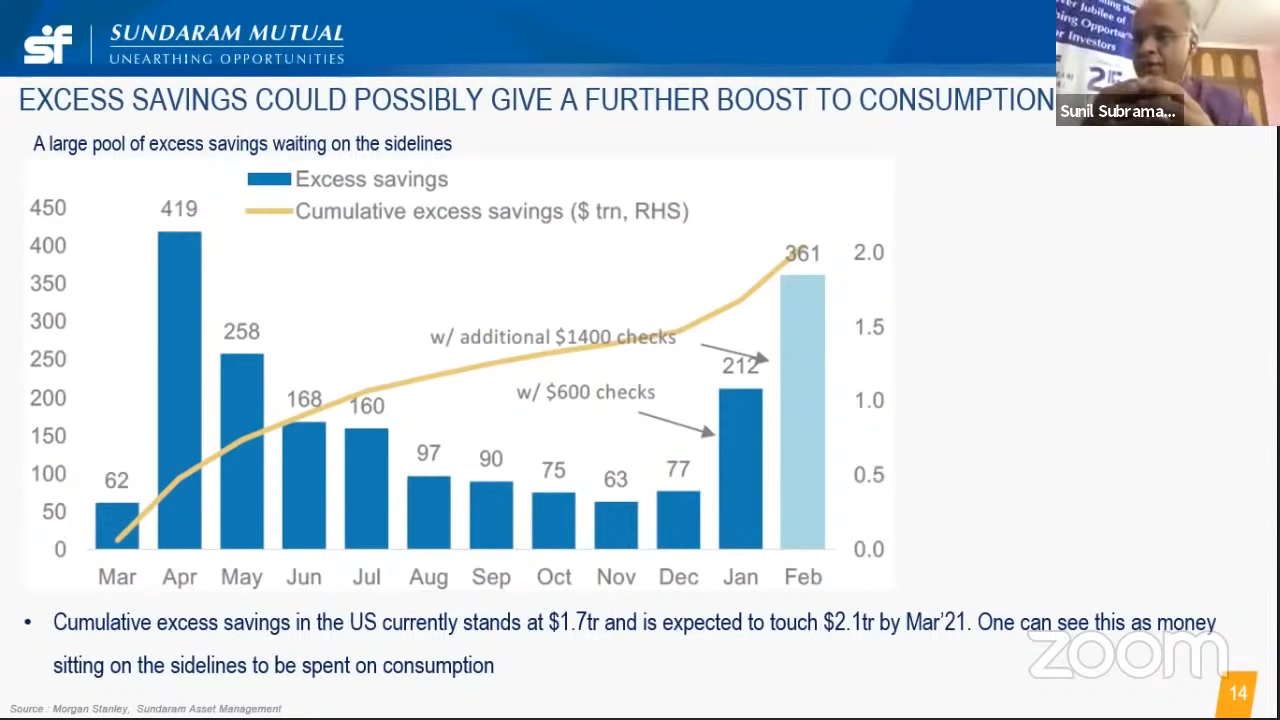 SUNDARAM MUTUAL
UNEARTHING OPPORTUNITIES
Jubilee of
Opportu
Investors
Sunil Subrama...
EXCESS SAVINGS COULD POSSIBLY GIVE A FURTHER BOOST TO CONSUMPTION
A large pool of excess savings waiting on the sidelines
Excess savings
Cumulative excess savings ($ trn, RHS)
450
400
350
300
250
200
150
100
50
0
62
419
258
168
160
97
90
75
63
77
212
361
w/ additional $1400 checks
w/ $600 checks
2.0
1.5
1.0
0.5
0.0
Mar Apr May Jun Jul Aug Sep Oct Nov Dec Jan Feb
• Cumulative excess savings in the US currently stands at $1.7tr and is expected to touch $2.1tr by Mar'21. One can see this as money
sitting on the sidelines to be spent on consumption
zoom
14
Source : Morgan Stanley, Sundaram Asset Management